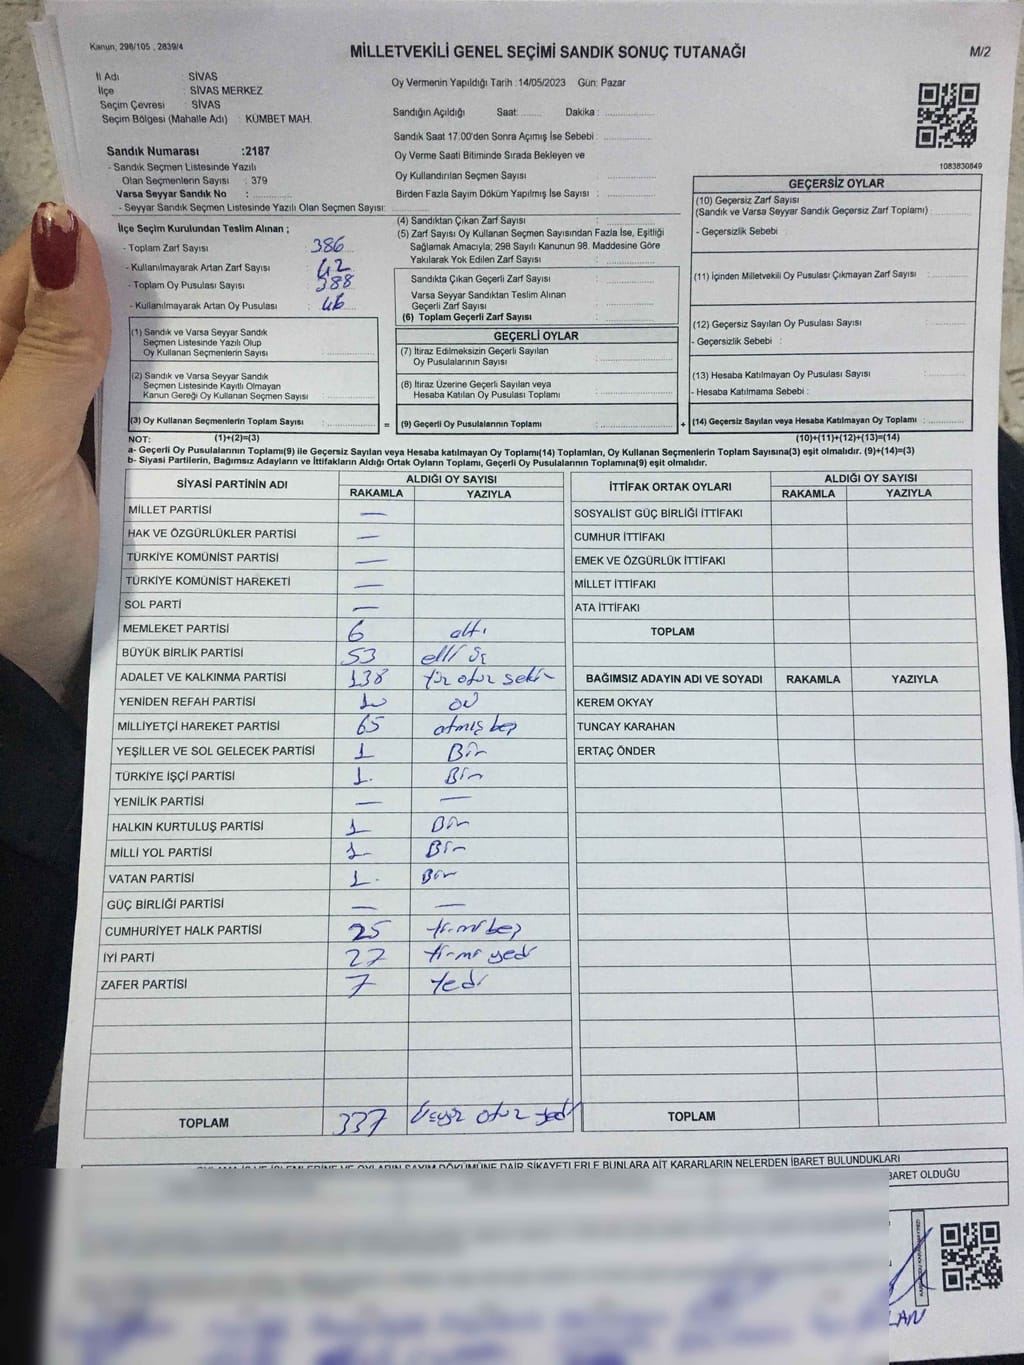 Kanun, 298/105 , 2839/4
MİLLETVEKİLİ GENEL SEÇİMİ SANDIK SONUÇ TUTANAĞI
M/2
İl Adı : SİVAS
İlçe : SİVAS MERKEZ
Seçim Çevresi : SİVAS
Seçim Bölgesi (Mahalle Adı) : KÜMBET MAH.
Sandık Numarası :2187
- Sandık Seçmen Listesinde Yazılı
Olan Seçmenlerin Sayısı : 379
Varsa Seyyar Sandık No :
- Seyyar Sandık Seçmen Listesinde Yazılı Olan Seçmen Sayısı:
İlçe Seçim Kurulundan Teslim Alınan ;
- Toplam Zarf Sayısı : 386
- Kullanılmayarak Artan Zarf Sayısı : 42
- Toplam Oy Pusulası Sayısı : 388
- Kullanılmayarak Artan Oy Pusulası : 46
Oy Vermenin Yapıldığı Tarih :14/05/2023 Gün: Pazar
Sandığın Açıldığı Saat: Dakika :
Sandık Saat 17.00'den Sonra Açımış İse Sebebi :
Oy Verme Saati Bitiminde Sırada Bekleyen ve
Oy Kullandırılan Seçmen Sayısı :
Birden Fazla Sayım Döküm Yapılmış İse Sayısı :
(4) Sandıktan Çıkan Zarf Sayısı :
(5) Zarf Sayısı Oy Kullanan Seçmen Sayısından Fazla İse, Eşitliği
Sağlamak Amacıyla; 298 Sayılı Kanunun 98. Maddesine Göre
Yakılarak Yok Edilen Zarf Sayısı :
Sandıkta Çıkan Geçerli Zarf Sayısı :
Varsa Seyyar Sandıktan Teslim Alınan
Geçerli Zarf Sayısı :
(6) Toplam Geçerli Zarf Sayısı :
1083830849
GEÇERSİZ OYLAR
(10) Geçersiz Zarf Sayısı
(Sandık ve Varsa Seyyar Sandık Geçersiz Zarf Toplamı) :
- Geçersizlik Sebebi :
(11) İçinden Milletvekili Oy Pusulası Çıkmayan Zarf Sayısı :
(12) Geçersiz Sayılan Oy Pusulası Sayısı :
- Geçersizlik Sebebi :
(13) Hesaba Katılmayan Oy Pusulası Sayısı :
- Hesaba Katılmama Sebebi :
(14) Geçersiz Sayılan veya Hesaba Katılmayan Oy Toplamı :
(1) Sandık ve Varsa Seyyar Sandık
Seçmen Listesinde Yazılı Olup
Oy Kullanan Seçmenlerin Sayısı :
(2) Sandık ve Varsa Seyyar Sandık
Seçmen Listesinde Kayıtlı Olmayan
Kanun Gereği Oy Kullanan Seçmen Sayısı :
(3) Oy Kullanan Seçmenlerin Toplam Sayısı :
=
GEÇERLİ OYLAR
(7) İtiraz Edilmeksizin Geçerli Sayılan
Oy Pusulalarının Sayısı :
(8) İtiraz Üzerine Geçerli Sayılan veya
Hesaba Katılan Oy Pusulası Toplamı :
(9) Geçerli Oy Pusulalarının Toplamı :
+
NOT: (1)+(2)=(3) (10)+(11)+(12)+(13)=(14)
a- Geçerli Oy Pusulalarının Toplamı(9) ile Geçersiz Sayılan veya Hesaba katılmayan Oy Toplamı(14) Toplamları, Oy Kullanan Seçmenlerin Toplam Sayısına(3) eşit olmalıdır. (9)+(14)=(3)
b- Siyasi Partilerin, Bağımsız Adayların ve İttifakların Aldığı Ortak Oyların Toplamı, Geçerli Oy Pusulalarının Toplamına(9) eşit olmalıdır.
SİYASİ PARTİNİN ADI ALDIĞI OY SAYISI
RAKAMLA YAZIYLA
MİLLET PARTİSİ —
HAK VE ÖZGÜRLÜKLER PARTİSİ —
TÜRKİYE KOMÜNİST PARTİSİ —
TÜRKİYE KOMÜNİST HAREKETİ —
SOL PARTİ —
MEMLEKET PARTİSİ 6 altı
BÜYÜK BİRLİK PARTİSİ 53 elli üç
ADALET VE KALKINMA PARTİSİ 138 yüz otuz sekiz
YENİDEN REFAH PARTİSİ 10 on
MİLLİYETÇİ HAREKET PARTİSİ 65 atmış beş
YEŞİLLER VE SOL GELECEK PARTİSİ 1 Bir
TÜRKİYE İŞÇİ PARTİSİ 1. Bir
YENİLİK PARTİSİ — —
HALKIN KURTULUŞ PARTİSİ 1 Bir
MİLLİ YOL PARTİSİ 1 Bir
VATAN PARTİSİ 1. Bir
GÜÇ BİRLİĞİ PARTİSİ — —
CUMHURİYET HALK PARTİSİ 25 yirmi beş
İYİ PARTİ 27 yirmi yedi
ZAFER PARTİSİ 7 Yedi
TOPLAM 337 üçyüz otuz yedi
İTTİFAK ORTAK OYLARI ALDIĞI OY SAYISI
RAKAMLA YAZIYLA
SOSYALİST GÜÇ BİRLİĞİ İTTİFAKI
CUMHUR İTTİFAKI
EMEK VE ÖZGÜRLÜK İTTİFAKI
MİLLET İTTİFAKI
ATA İTTİFAKI
TOPLAM
BAĞIMSIZ ADAYIN ADI VE SOYADI RAKAMLA YAZIYLA
KEREM OKYAY
TUNCAY KARAHAN
ERTAÇ ÖNDER
TOPLAM
OYLAMA İŞ VE İŞLEMLERİNE VE OYLARIN SAYIM DÖKÜMÜNE DAİR ŞİKAYETLERLE BUNLARA AİT KARARLARIN NELERDEN İBARET BULUNDUKLARI
BARET OLDUĞU